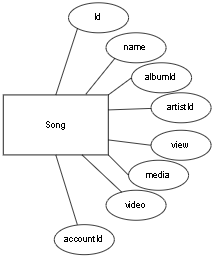 Id
name
albumId
artistId
Song
view
media
video
accountId